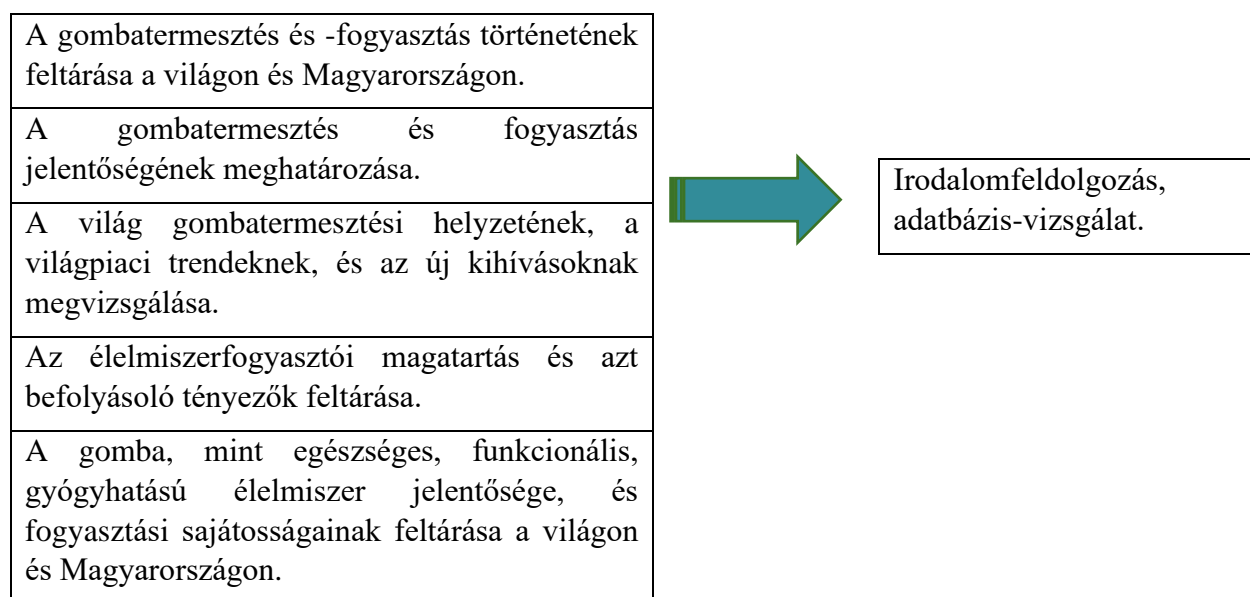 A gombatermesztés és -fogyasztás történetének
feltárása a világon és Magyarországon.
A gombatermesztés és fogyasztás
jelentőségének meghatározása.
A világ gombatermesztési helyzetének, a
világpiaci trendeknek, és az új kihívásoknak
megvizsgálása.
Az élelmiszerfogyasztói magatartás és azt
befolyásoló tényezők feltárása.
A gomba, mint egészséges, funkcionális,
gyógyhatású élelmiszer jelentősége, és
fogyasztási sajátosságainak feltárása a világon
és Magyarországon.
Irodalomfeldolgozás,
adatbázis-vizsgálat.